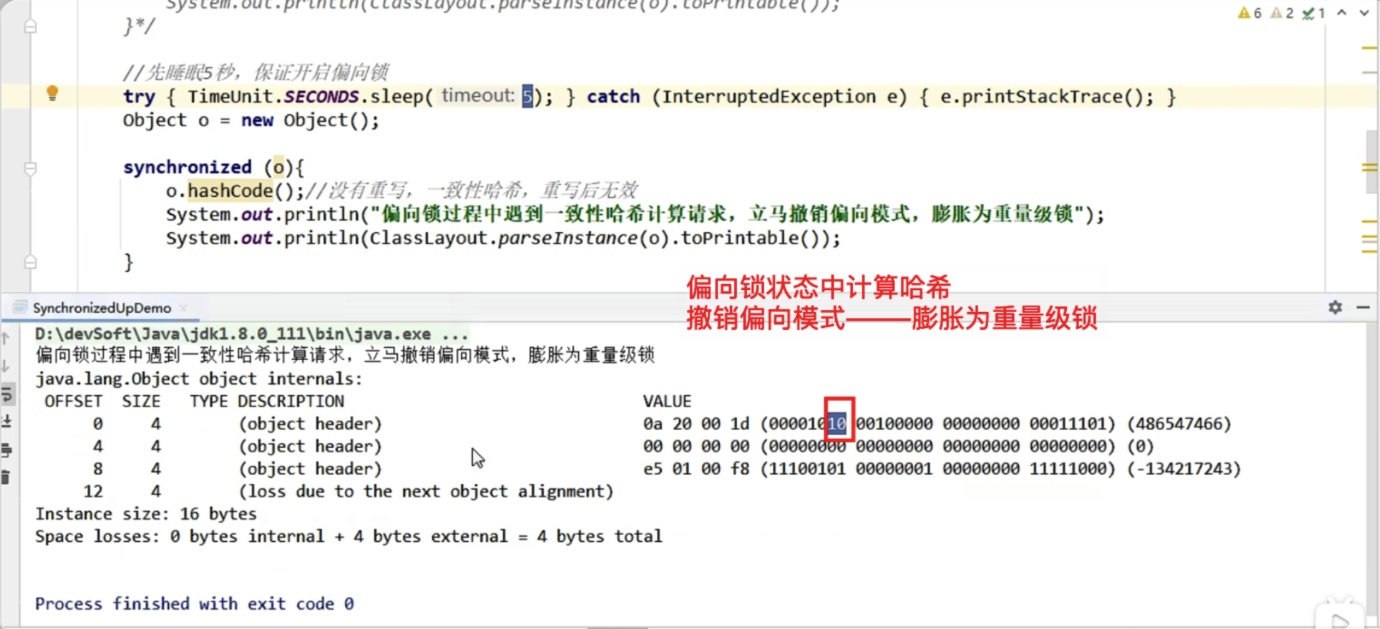 System.out.println(ClassLayout.parseInstance(o).toPrintable());
}*/
6 2 1
//先睡眠5秒，保证开启偏向锁
try { TimeUnit.SECONDS.sleep( timeout: 5); } catch (InterruptedException e) { e.printStackTrace(); }
Object o = new Object();
synchronized (o){
o.hashCode();//没有重写，一致性哈希，重写后无效
System.out.println("偏向锁过程中遇到一致性哈希计算请求，立马撤销偏向模式，膨胀为重量级锁");
System.out.println(ClassLayout.parseInstance(o).toPrintable());
}
偏向锁状态中计算哈希
撤销偏向模式———膨胀为重量级锁
SynchronizedUpDemo ×
D:\devSoft\Java\jdk1.8.0_111\bin\java.exe ...
偏向锁过程中遇到一致性哈希计算请求，立马撤销偏向模式，膨胀为重量级锁
java.lang.Object object internals:
OFFSET SIZE TYPE DESCRIPTION VALUE
0 4 (object header) 0a 20 00 1d (00001010 00100000 00000000 00011101) (486547466)
4 4 (object header) 00 00 00 00 (00000000 00000000 00000000 00000000) (0)
8 4 (object header) e5 01 00 f8 (11100101 00000001 00000000 11111000) (-134217243)
12 4 (loss due to the next object alignment)
Instance size: 16 bytes
Space losses: 0 bytes internal + 4 bytes external = 4 bytes total
Process finished with exit code 0